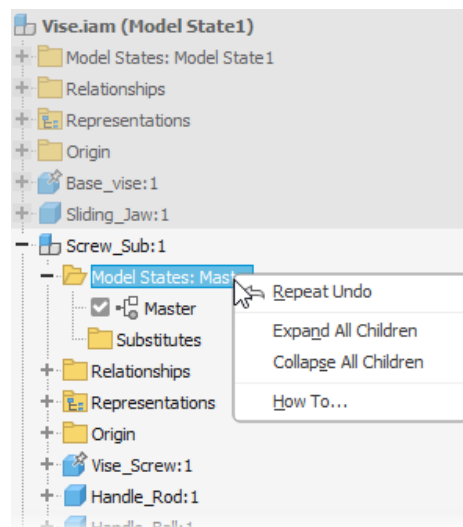 Vise.iam (Model State1)
Model States: Model State1
Relationships
Representations
Origin
Base_vise:1
Sliding_Jaw:1
Screw_Sub:1
Model States: Mas
Master
Substitutes
Relationships
Representations
Origin
Vise_Screw:1
Handle_Rod:1
Repeat Undo
Expand All Children
Collapse All Children
How To...